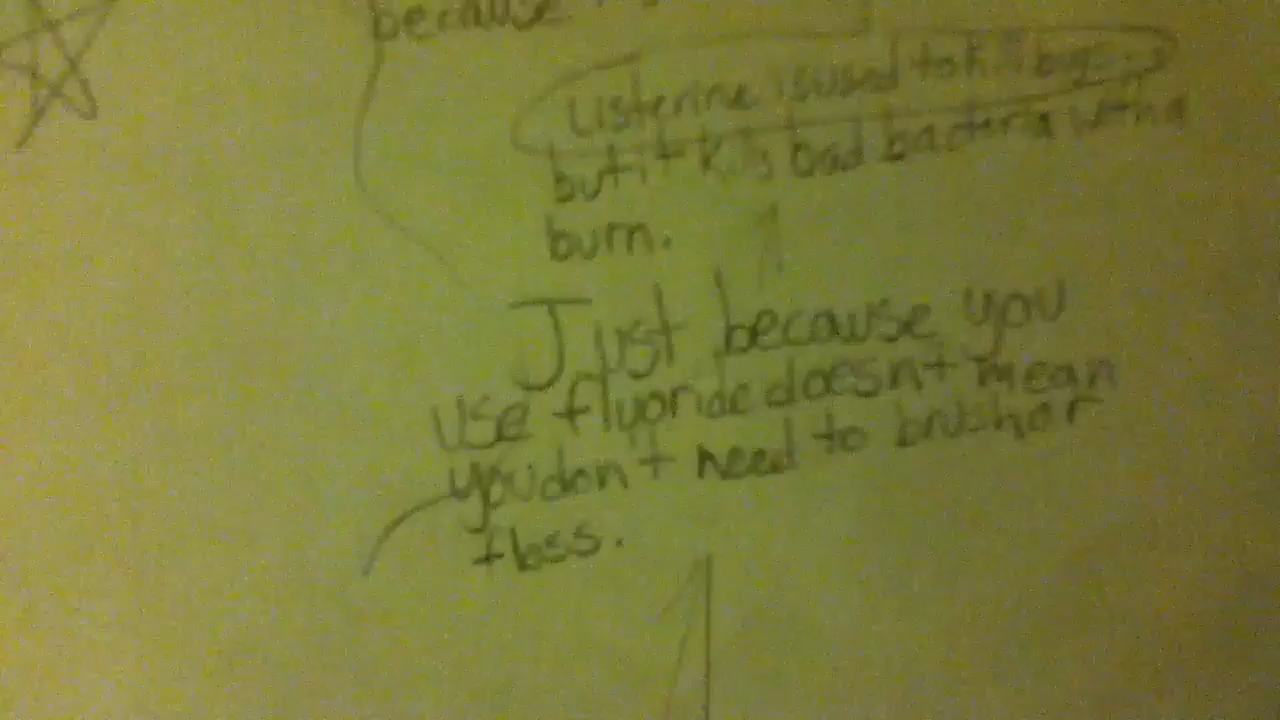 because
Listerine is used to kill bugs.
but it kills bad bacteria with a
burn.
Just because you
use fluoride doesn't mean
you don't need to brush or
floss.